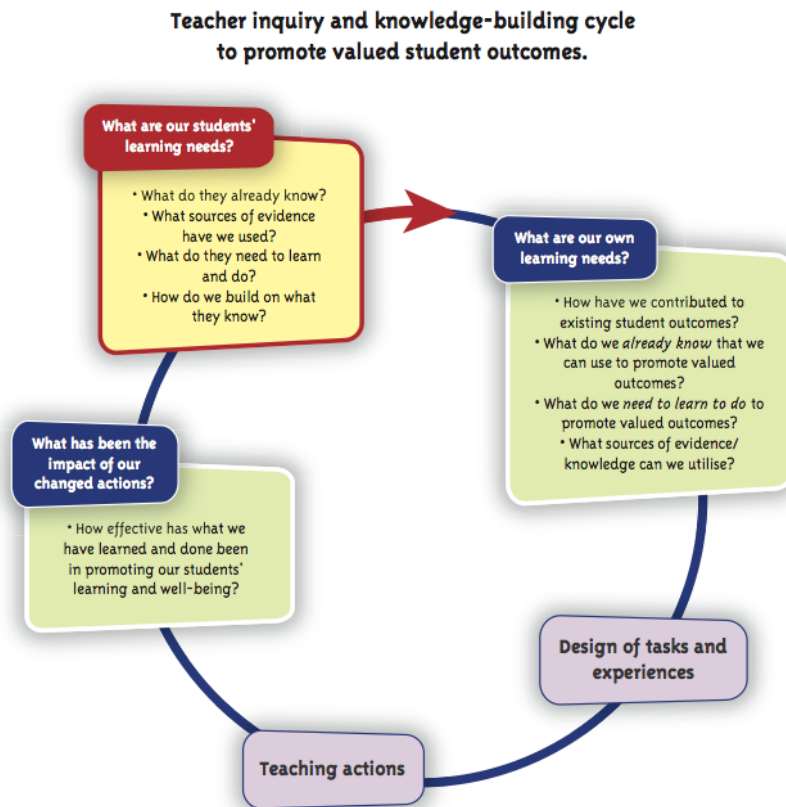 Teacher inquiry and knowledge-building cycle
to promote valued student outcomes.
What are our students'
learning needs?
• What do they already know?
• What sources of evidence
have we used?
• What do they need to learn
and do?
• How do we build on what
they know?
What are our own
learning needs?
• How have we contributed to
existing student outcomes?
• What do we already know that we
can use to promote valued
outcomes?
• What do we need to learn to do to
promote valued outcomes?
• What sources of evidence/
knowledge can we utilise?
Design of tasks and
experiences
Teaching actions
What has been the
impact of our
changed actions?
• How effective has what we
have learned and done been
in promoting our students'
learning and well-being?